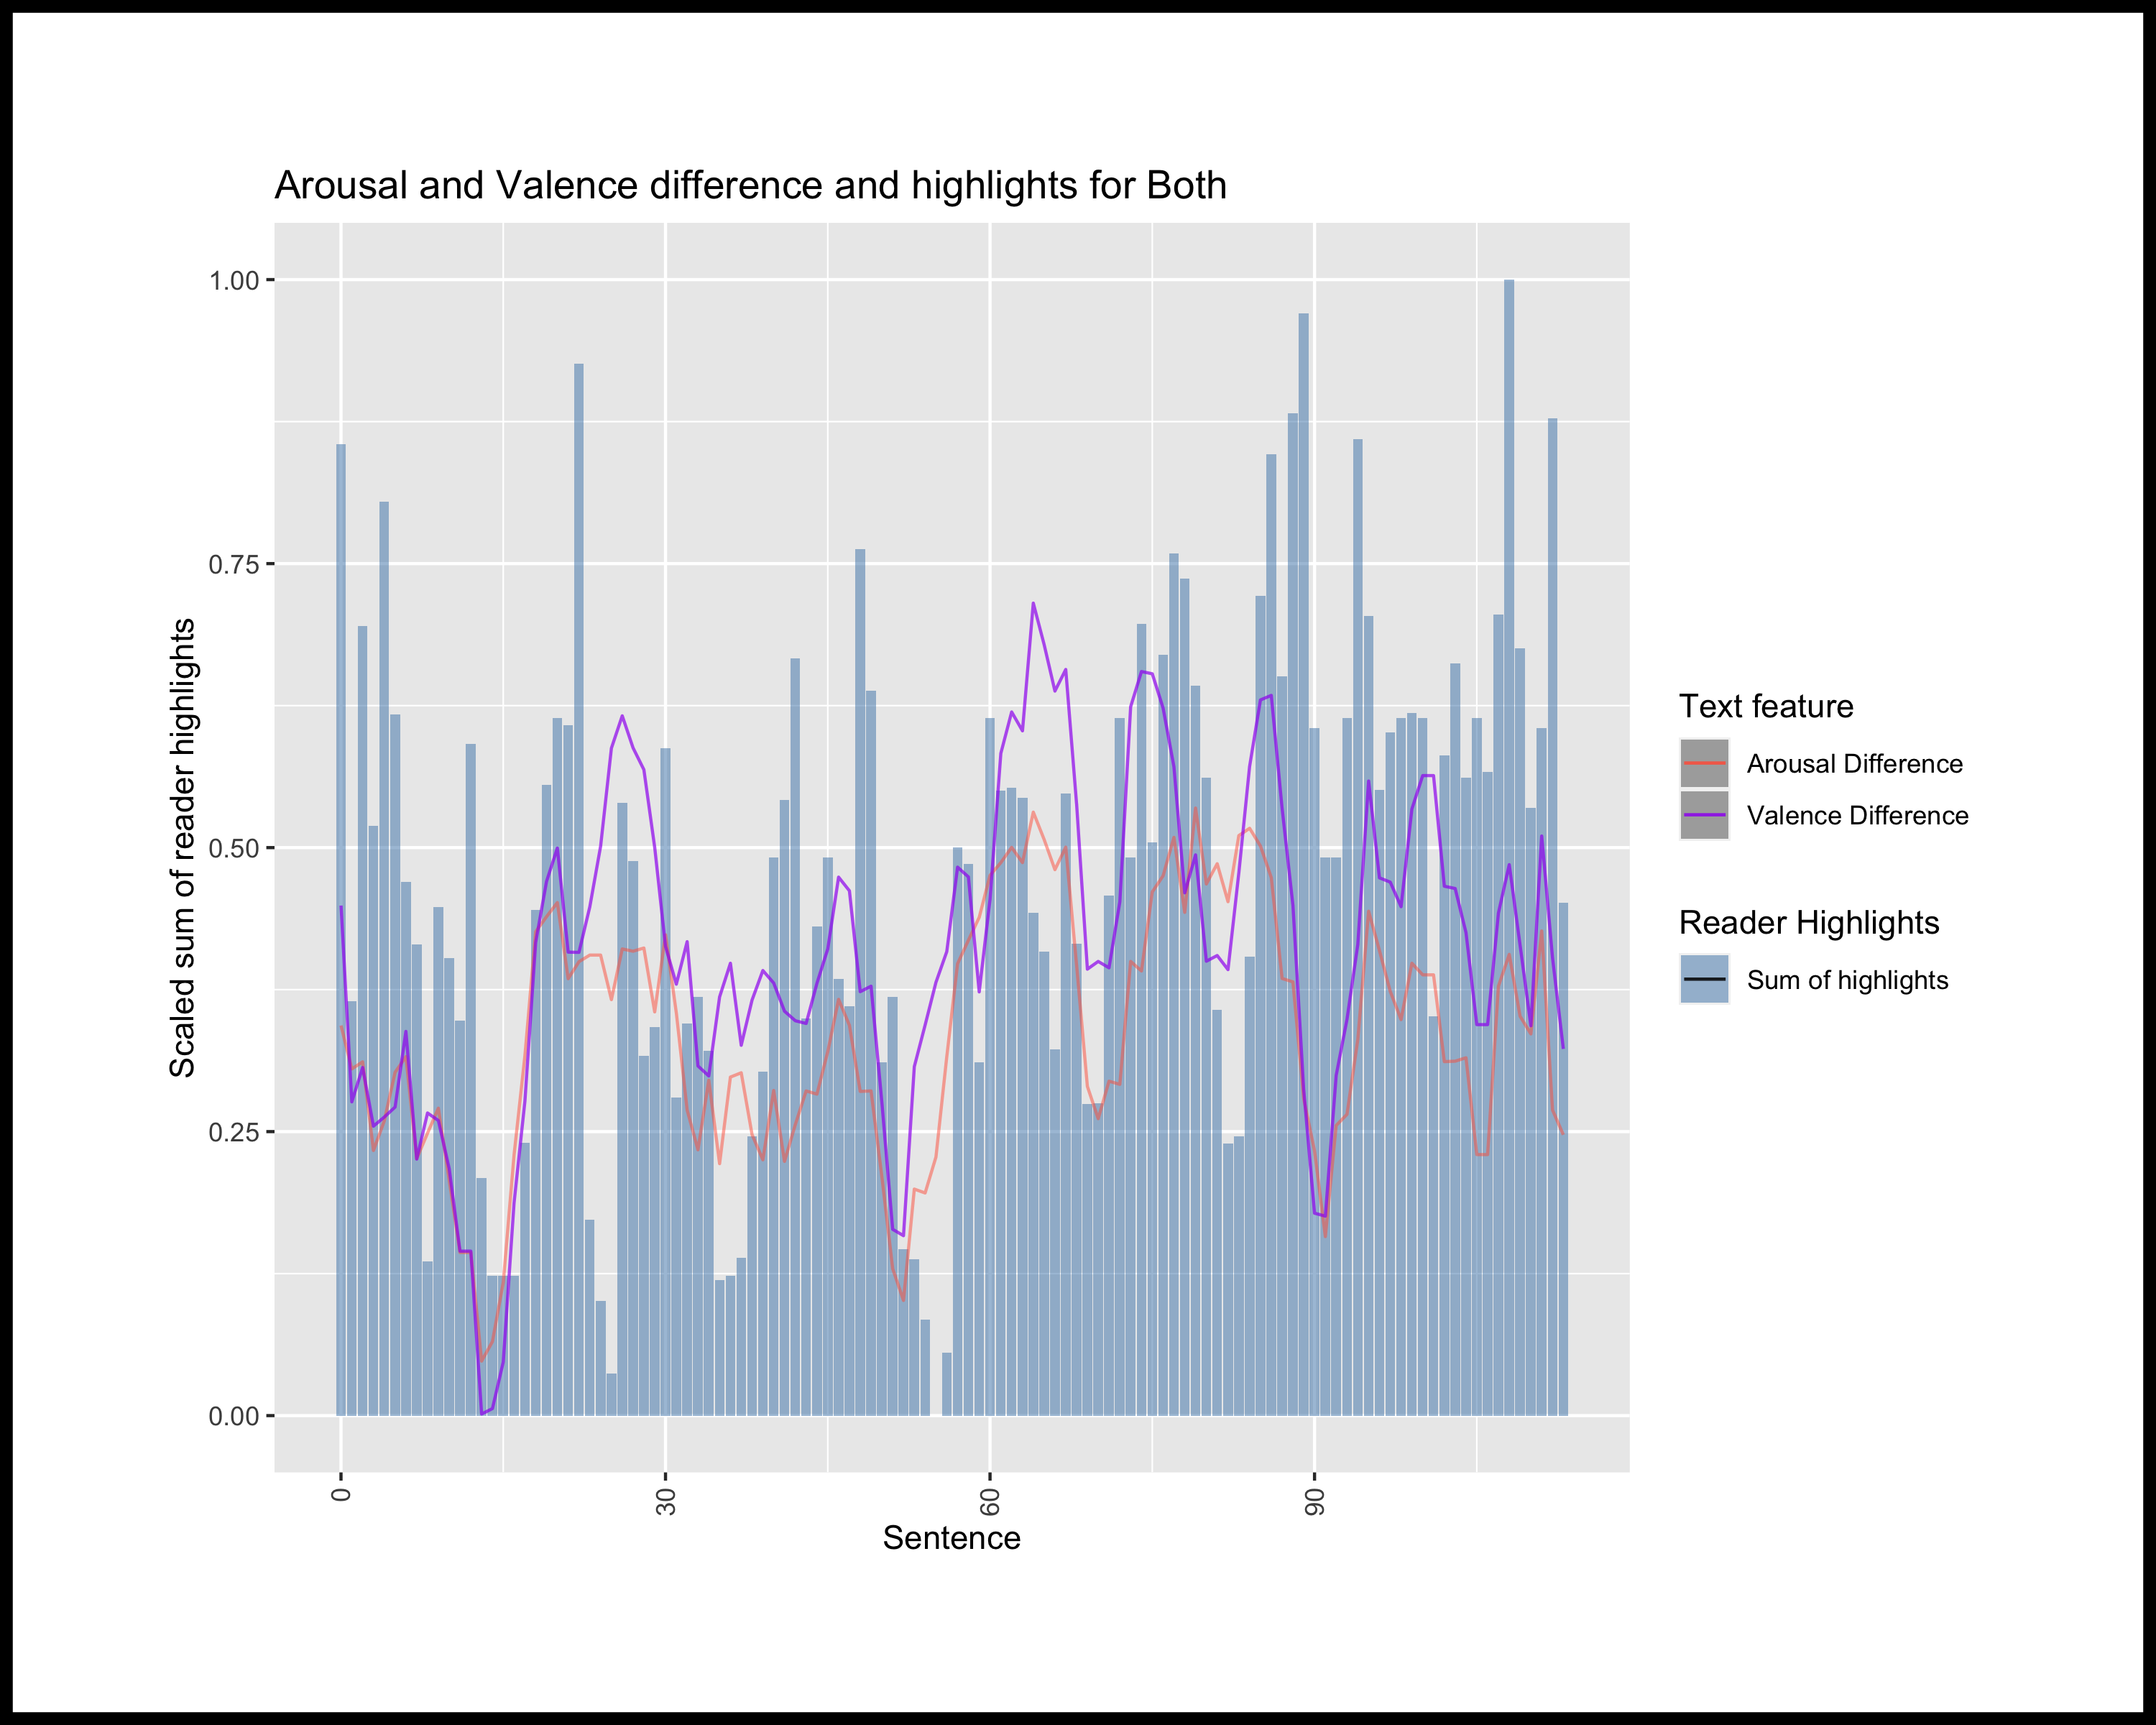 Arousal and Valence difference and highlights for Both
1.00
0.75
0.50
0.25
0.00
Scaled sum of reader highlights
0
30
60
90
Sentence
Text feature
Arousal Difference
Valence Difference
Reader Highlights
Sum of highlights